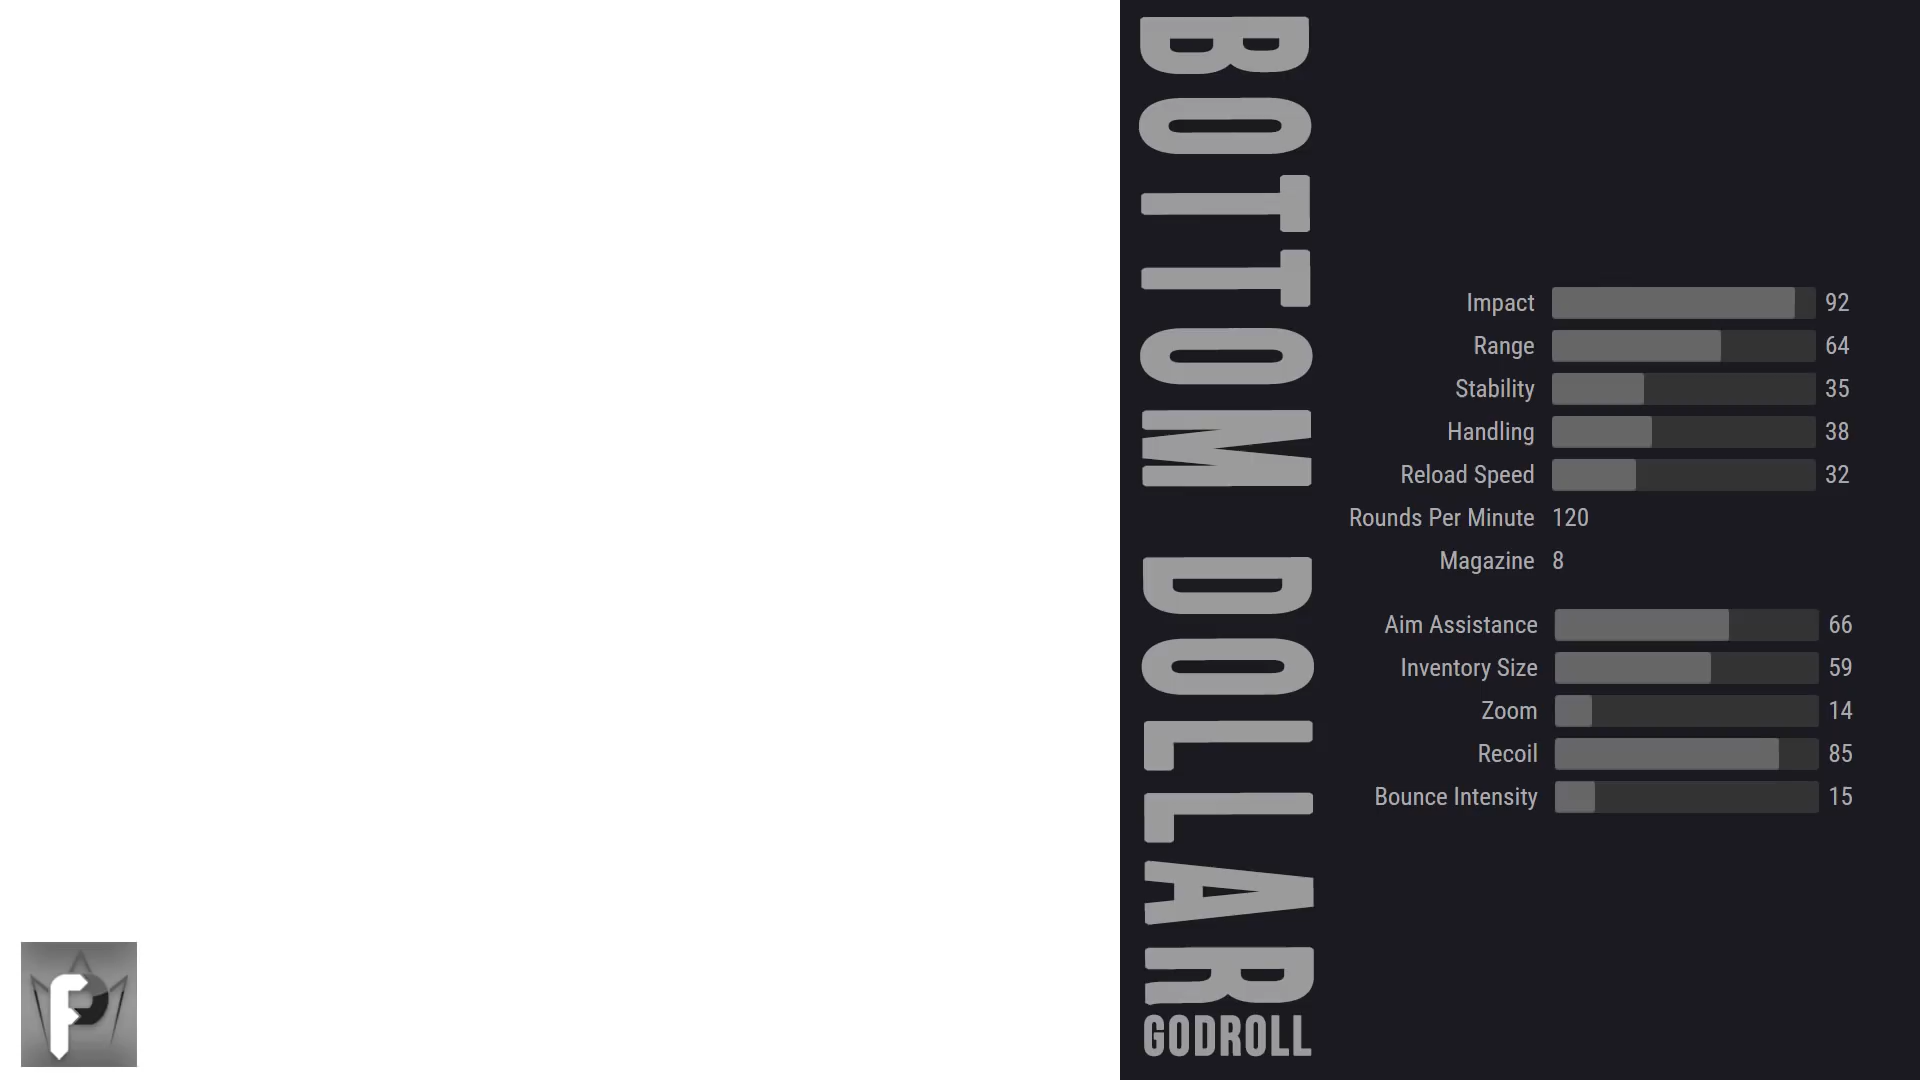 BOTTOM DOLLAR
GODROLL
Impact 92
Range 64
Stability 35
Handling 38
Reload Speed 32
Rounds Per Minute 120
Magazine 8
Aim Assistance 66
Inventory Size 59
Zoom 14
Recoil 85
Bounce Intensity 15